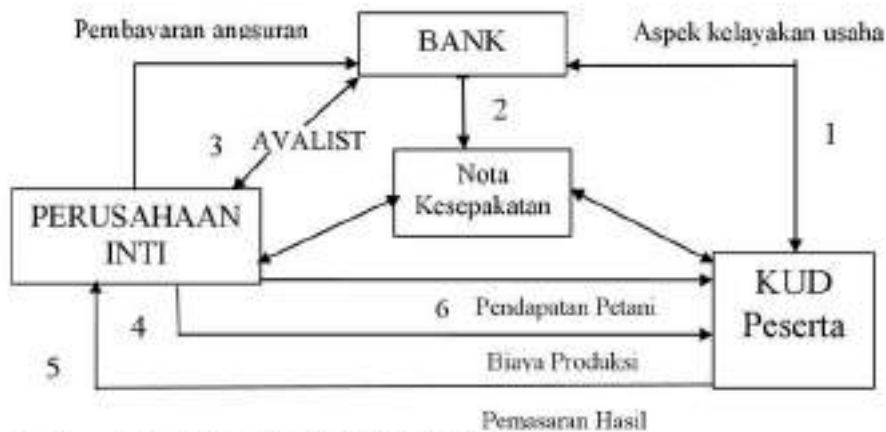 Pembayaran angsuran
BANK
Aspek kelayakan usaha
2
1
3 AVALIST
Nota
Kesepakatan
PERUSAHAAN
INTI
KUD
Peserta
6 Pendapatan Petani
4
5
Biaya Produksi
Pemasaran Hasil